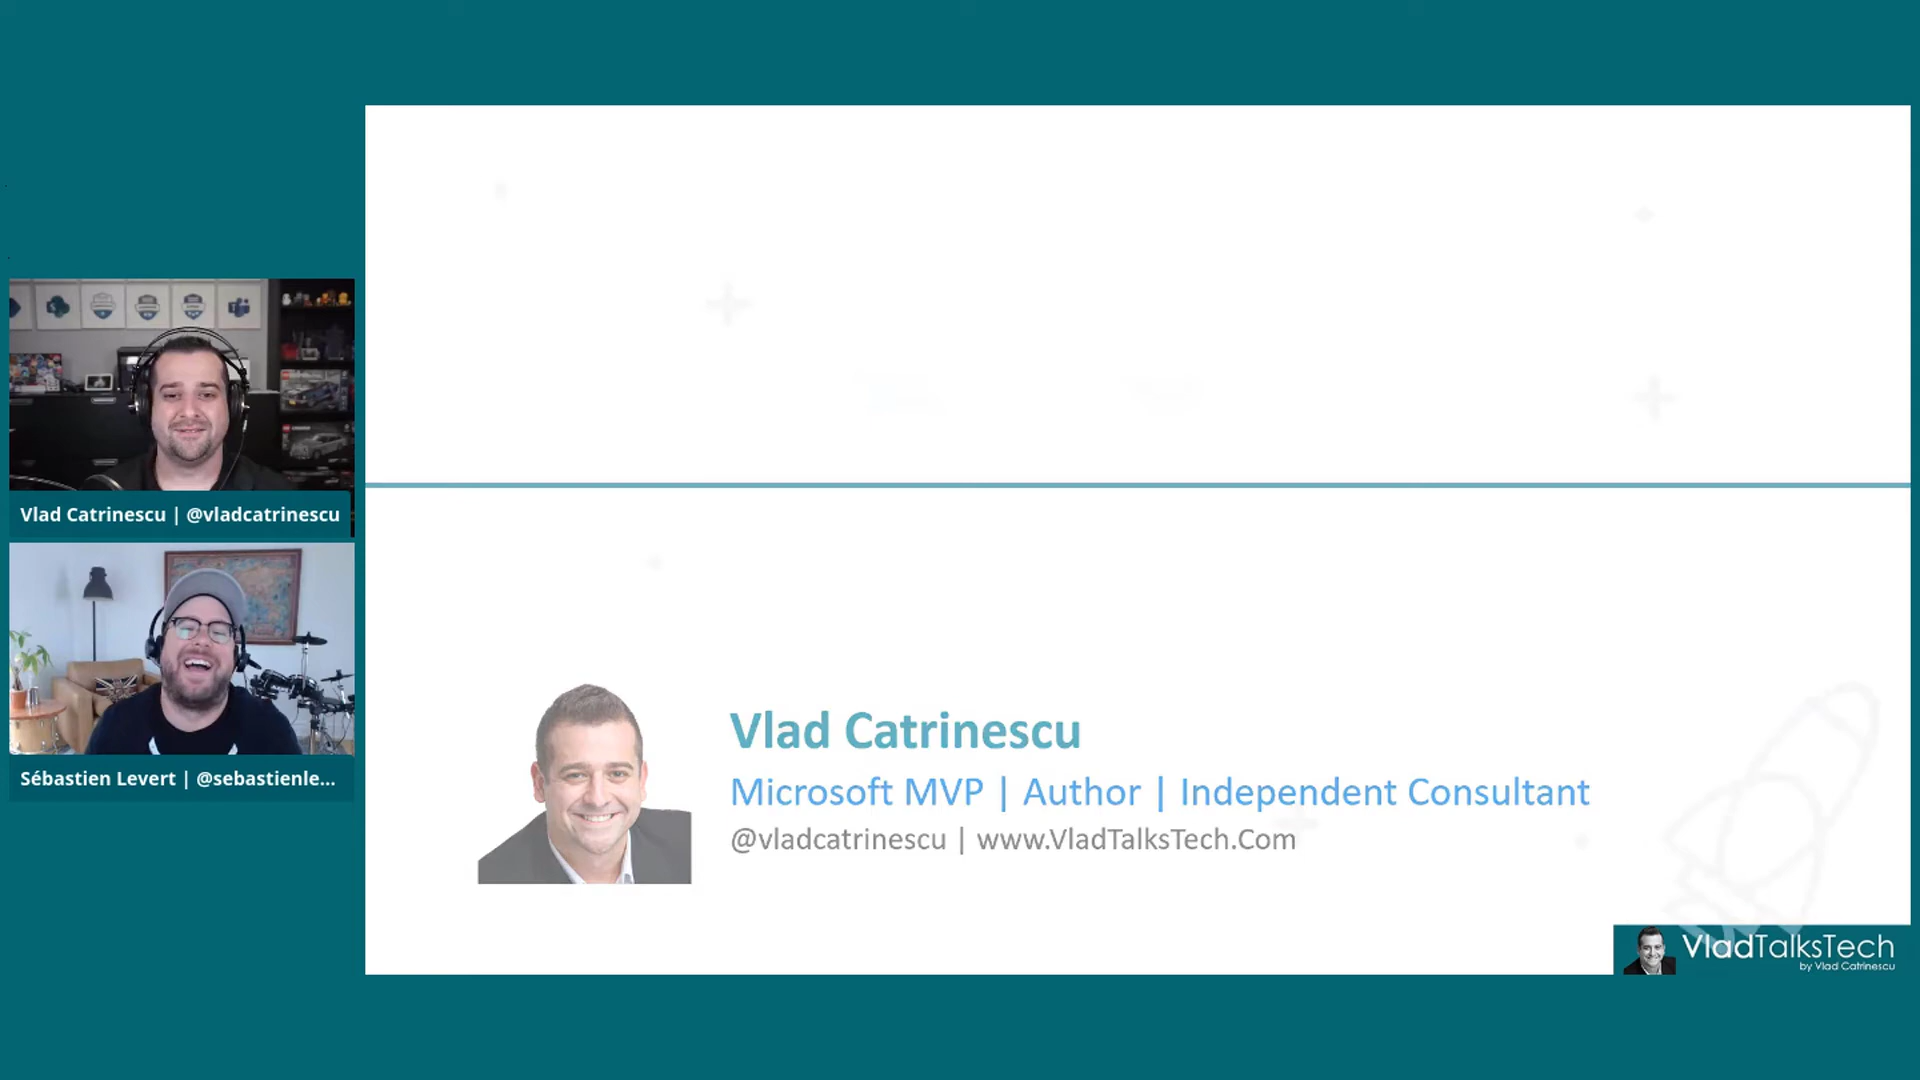 Vlad Catrinescu | @vladcatrinescu
Sébastien Levert | @sebastienle...
Vlad Catrinescu
Microsoft MVP | Author | Independent Consultant
@vladcatrinescu | www.VladTalksTech.Com
VladTalksTech
by Vlad Catrinescu